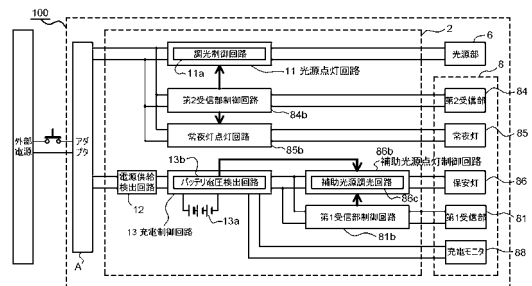 100
2
調光制御回路
11a
11 光源点灯回路
光源部
6
8
第2受信部制御回路
84b
第2受信部
84
外部
電源
アダ
プタ
常夜灯点灯回路
85b
常夜灯
85
13b
86b
補助光源点灯制御回路
電源供給
検出回路
12
バッテリ電圧検出回路
補助光源調光回路
86c
保安灯
86
13a
13 充電制御回路
第1受信部制御回路
81b
第1受信部
81
充電モニタ
88
A